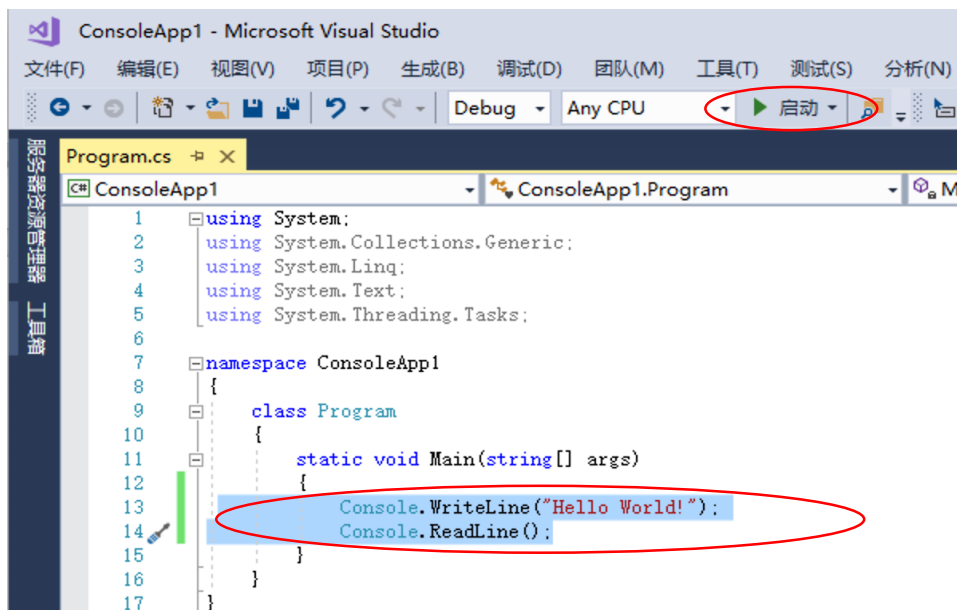 ConsoleApp1 - Microsoft Visual Studio
文件(F) 编辑(E) 视图(V) 项目(P) 生成(B) 调试(D) 团队(M) 工具(T) 测试(S) 分析(N)
Debug Any CPU 启动
服务器资源管理器
工具箱
Program.cs
C# ConsoleApp1 ConsoleApp1.Program M
1 using System;
2 using System.Collections.Generic;
3 using System.Linq;
4 using System.Text;
5 using System.Threading.Tasks;
6
7 namespace ConsoleApp1
8 {
9 class Program
10 {
11 static void Main(string[] args)
12 {
13 Console.WriteLine("Hello World!");
14 Console.ReadLine();
15 }
16 }
17 }